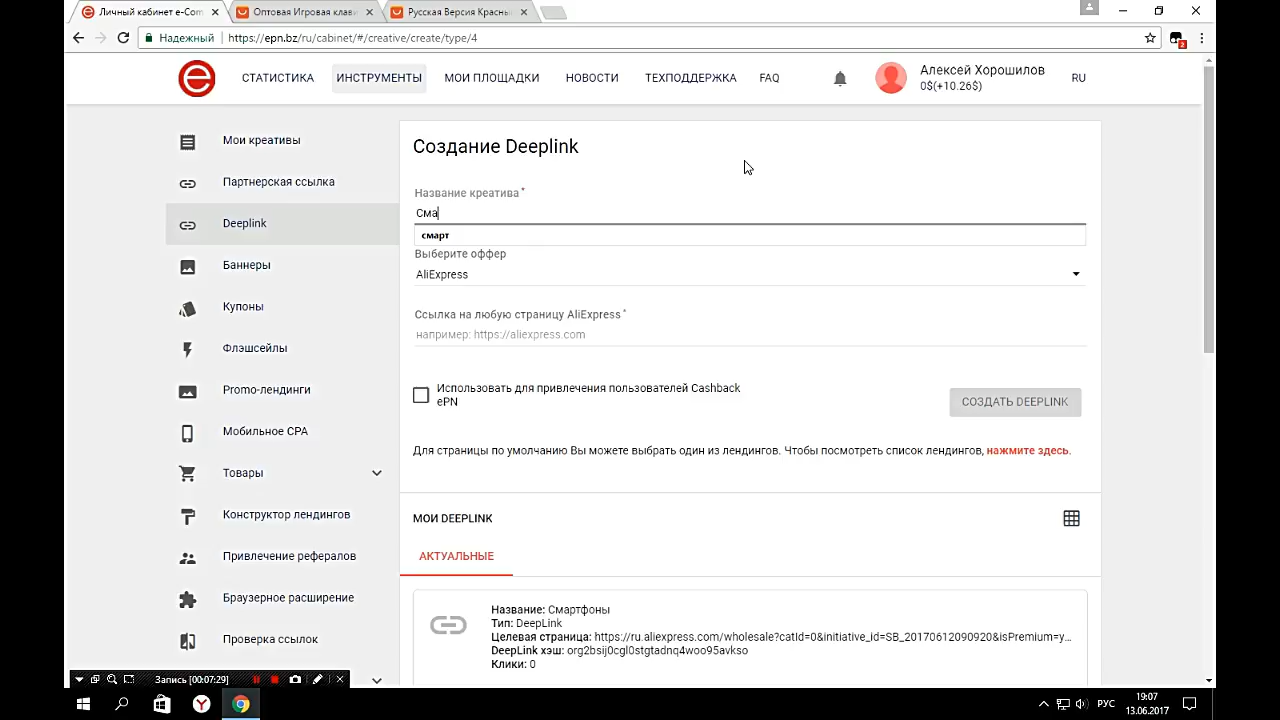 Личный кабинет e-Com
Оптовая Игровая клави
Русская Версия Красны
Надежный
https://epn.bz/ru/cabinet/#/creative/create/type/4
2
e
СТАТИСТИКА
ИНСТРУМЕНТЫ
МОИ ПЛОЩАДКИ
НОВОСТИ
ТЕХПОДДЕРЖКА
FAQ
Алексей Хорошилов
0$(+10.26$)
RU
Мои креативы
Партнерская ссылка
Deeplink
Баннеры
Купоны
Флэшсейлы
Promo-лендинги
Мобильное CPA
Товары
Конструктор лендингов
Привлечение рефералов
Браузерное расширение
Проверка ссылок
Создание Deeplink
Название креатива *
Сма
смарт
Выберите оффер
AliExpress
Ссылка на любую страницу AliExpress *
например: https://aliexpress.com
Использовать для привлечения пользователей Cashback
ePN
СОЗДАТЬ DEEPLINK
Для страницы по умолчанию Вы можете выбрать один из лендингов. Чтобы посмотреть список лендингов, нажмите здесь.
МОИ DEEPLINK
АКТУАЛЬНЫЕ
Название: Смартфоны
Тип: DeepLink
Целевая страница: https://ru.aliexpress.com/wholesale?catId=0&initiative_id=SB_20170612090920&isPremium=y...
DeepLink хэш: org2bsij0cgl0stgtadnq4woo95avkso
Клики: 0
Запись [00:07:29]
РУС
19:07
13.06.2017